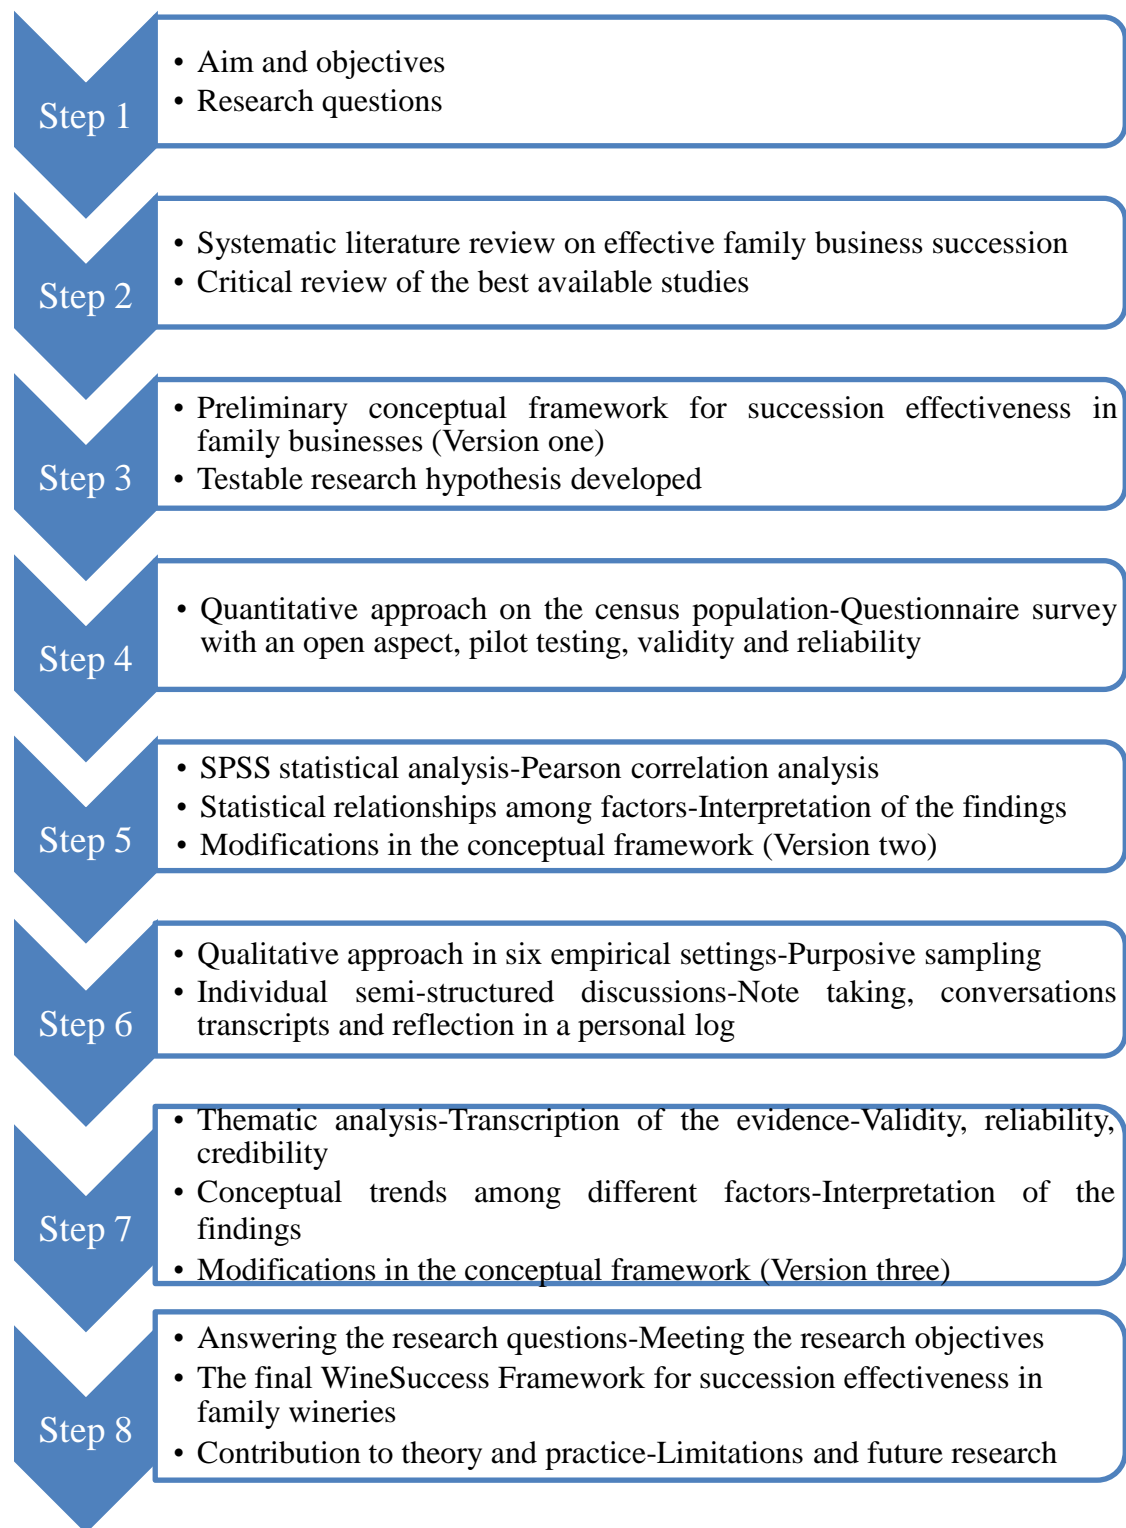 Step 1
• Aim and objectives
• Research questions
Step 2
• Systematic literature review on effective family business succession
• Critical review of the best available studies
Step 3
• Preliminary conceptual framework for succession effectiveness in
family businesses (Version one)
• Testable research hypothesis developed
Step 4
• Quantitative approach on the census population-Questionnaire survey
with an open aspect, pilot testing, validity and reliability
Step 5
• SPSS statistical analysis-Pearson correlation analysis
• Statistical relationships among factors-Interpretation of the findings
• Modifications in the conceptual framework (Version two)
Step 6
• Qualitative approach in six empirical settings-Purposive sampling
• Individual semi-structured discussions-Note taking, conversations
transcripts and reflection in a personal log
Step 7
• Thematic analysis-Transcription of the evidence-Validity, reliability,
credibility
• Conceptual trends among different factors-Interpretation of the
findings
• Modifications in the conceptual framework (Version three)
Step 8
• Answering the research questions-Meeting the research objectives
• The final WineSuccess Framework for succession effectiveness in
family wineries
• Contribution to theory and practice-Limitations and future research